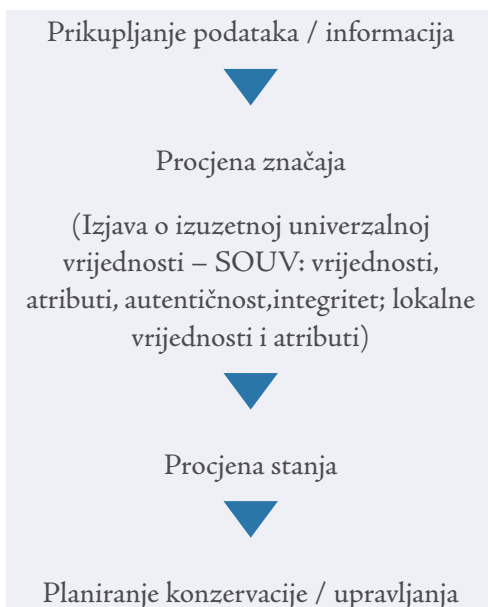 Prikupljanje podataka / informacija
Procjena značaja
(Izjava o izuzetnoj univerzalnoj
vrijednosti – SOUV: vrijednosti,
atributi, autentičnost,integritet; lokalne
vrijednosti i atributi)
Procjena stanja
Planiranje konzervacije / upravljanja